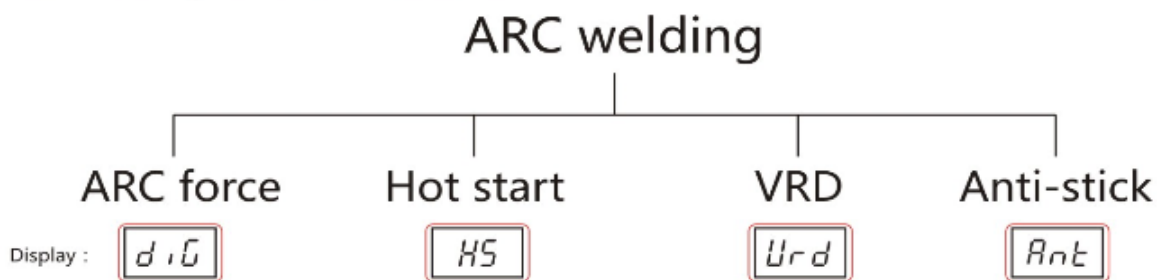 ARC welding
ARC force Hot start VRD Anti-stick
Display : diG HS Urd Ant